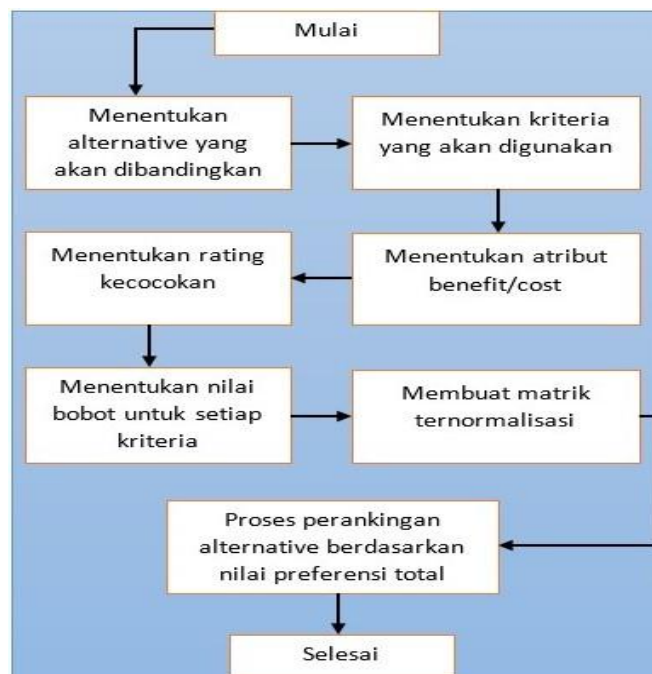 Mulai
Menentukan
alternative yang
akan dibandingkan
Menentukan kriteria
yang akan digunakan
Menentukan atribut
benefit/cost
Menentukan rating
kecocokan
Menentukan nilai
bobot untuk setiap
kriteria
Membuat matrik
ternormalisasi
Proses perankingan
alternative berdasarkan
nilai preferensi total
Selesai